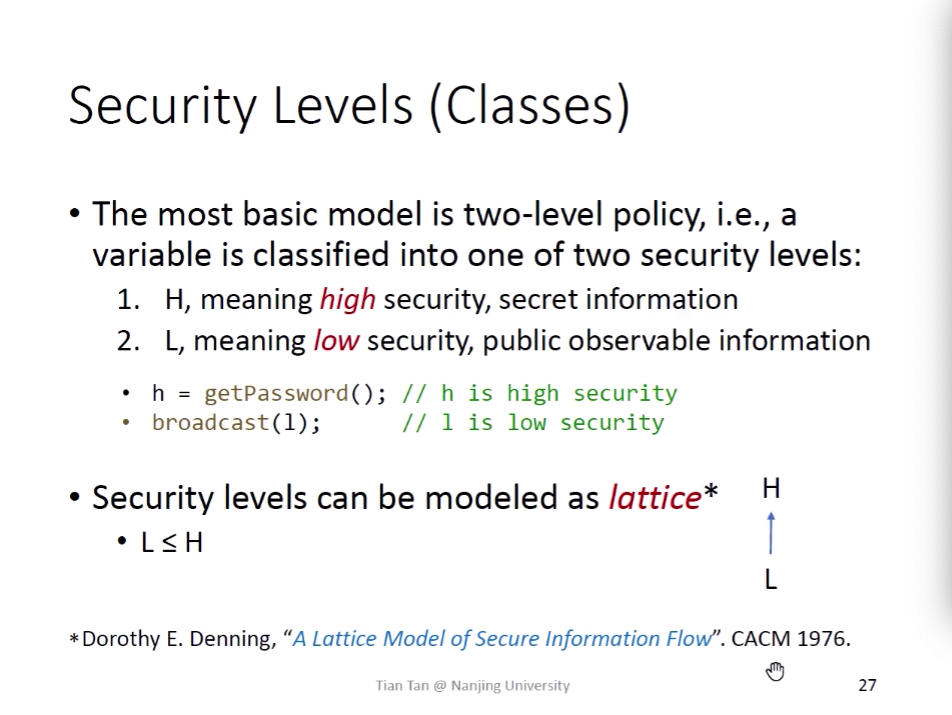 Security Levels (Classes)
• The most basic model is two-level policy, i.e., a
variable is classified into one of two security levels:
1. H, meaning high security, secret information
2. L, meaning low security, public observable information
• h = getPassword(); // h is high security
• broadcast(l); // l is low security
• Security levels can be modeled as lattice*
H
• L ≤ H
L
*Dorothy E. Denning, “A Lattice Model of Secure Information Flow”. CACM 1976.
Tian Tan @ Nanjing University
27